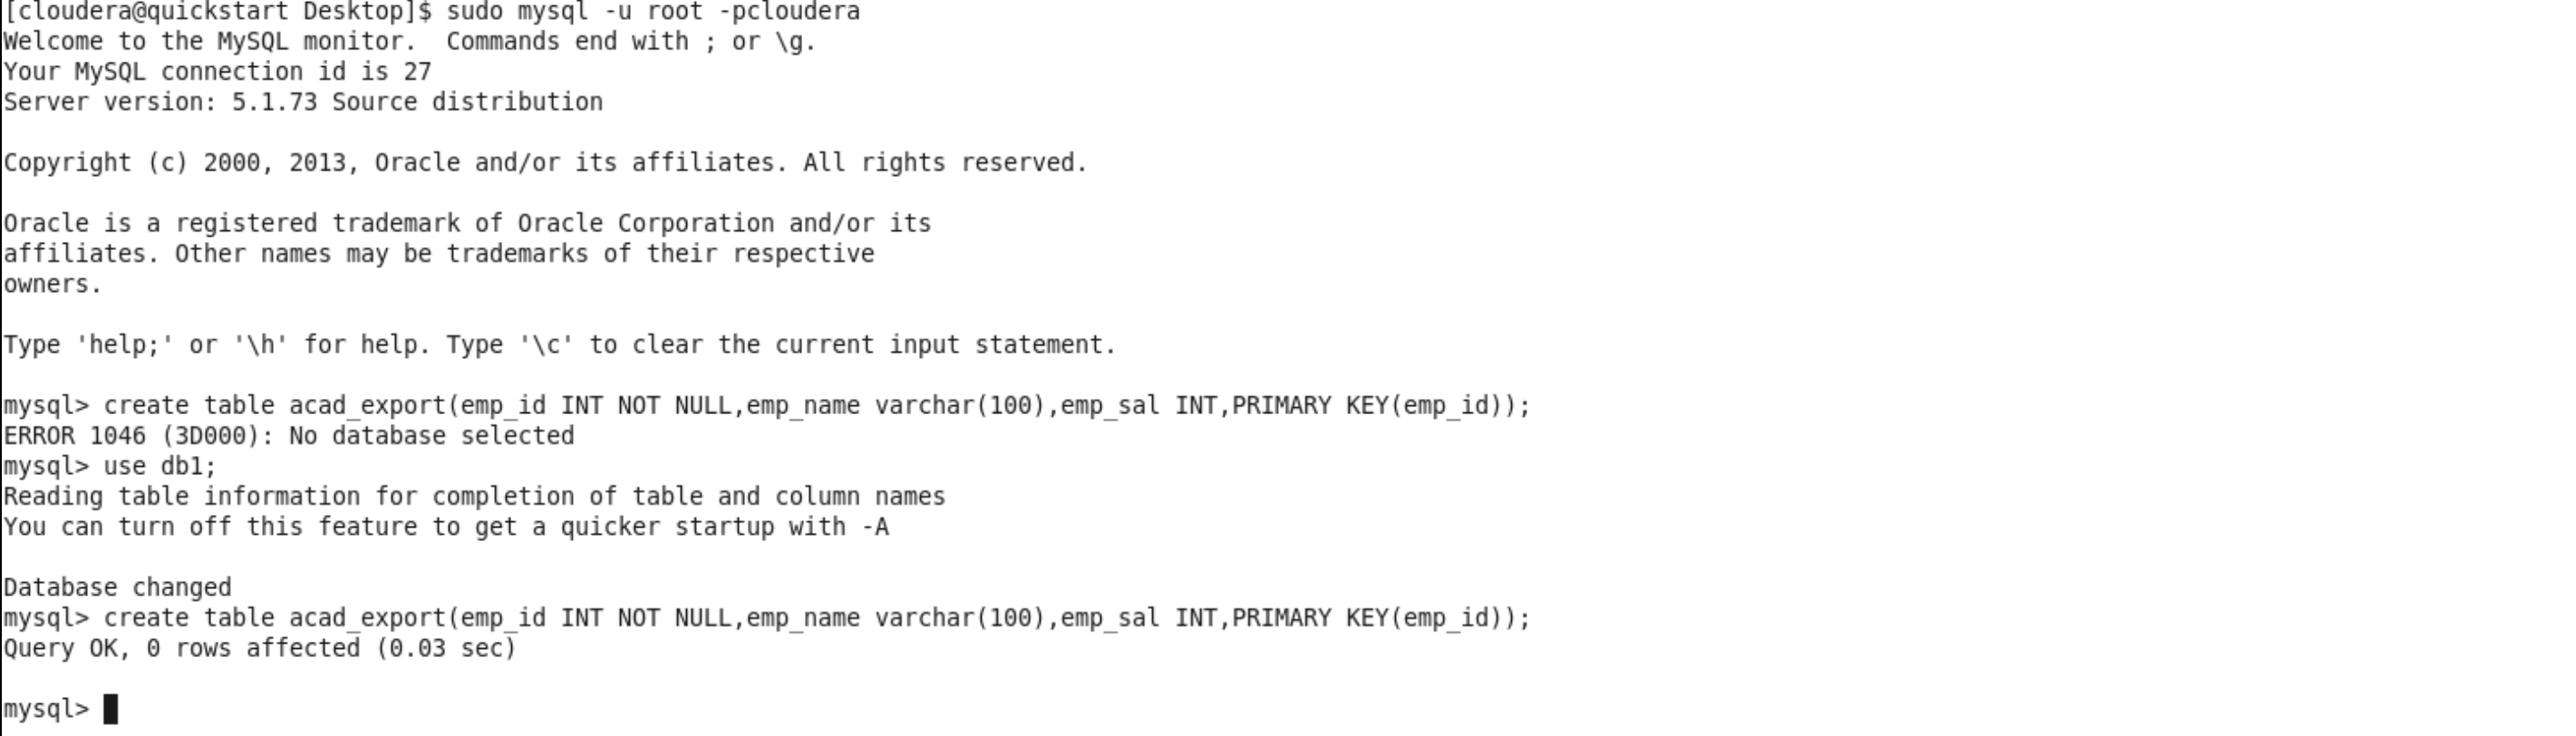 [cloudera@quickstart Desktop]$ sudo mysql -u root -pcloudera
Welcome to the MySQL monitor.  Commands end with ; or \g.
Your MySQL connection id is 27
Server version: 5.1.73 Source distribution
Copyright (c) 2000, 2013, Oracle and/or its affiliates. All rights reserved.
Oracle is a registered trademark of Oracle Corporation and/or its
affiliates. Other names may be trademarks of their respective
owners.
Type 'help;' or '\h' for help. Type '\c' to clear the current input statement.
mysql> create table acad_export(emp_id INT NOT NULL,emp_name varchar(100),emp_sal INT,PRIMARY KEY(emp_id));
ERROR 1046 (3D000): No database selected
mysql> use db1;
Reading table information for completion of table and column names
You can turn off this feature to get a quicker startup with -A
Database changed
mysql> create table acad_export(emp_id INT NOT NULL,emp_name varchar(100),emp_sal INT,PRIMARY KEY(emp_id));
Query OK, 0 rows affected (0.03 sec)
mysql>